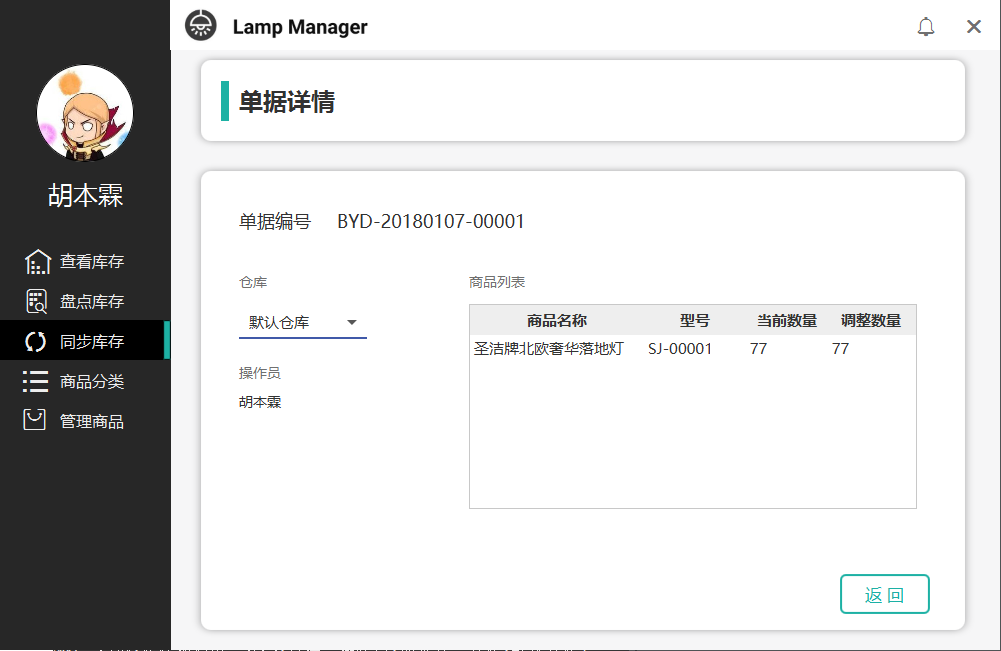 Lamp Manager
胡本霖
查看库存
盘点库存
同步库存
商品分类
管理商品
单据详情
单据编号 BYD-20180107-00001
仓库
默认仓库
操作员
胡本霖
商品列表
商品名称 型号 当前数量 调整数量
圣洁牌北欧奢华落地灯 SJ-00001 77 77
返回